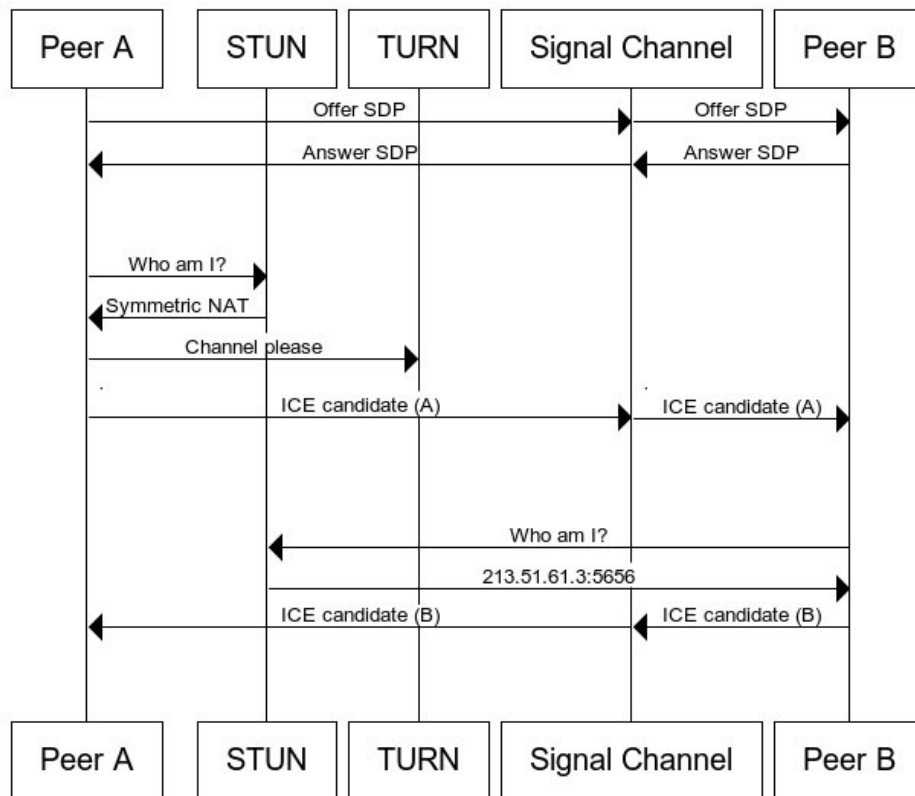 Peer A
STUN
TURN
Signal Channel
Peer B
Offer SDP
Offer SDP
Answer SDP
Answer SDP
Who am I?
Symmetric NAT
Channel please
.
.
ICE candidate (A)
ICE candidate (A)
Who am I?
213.51.61.3:5656
ICE candidate (B)
ICE candidate (B)
Peer A
STUN
TURN
Signal Channel
Peer B